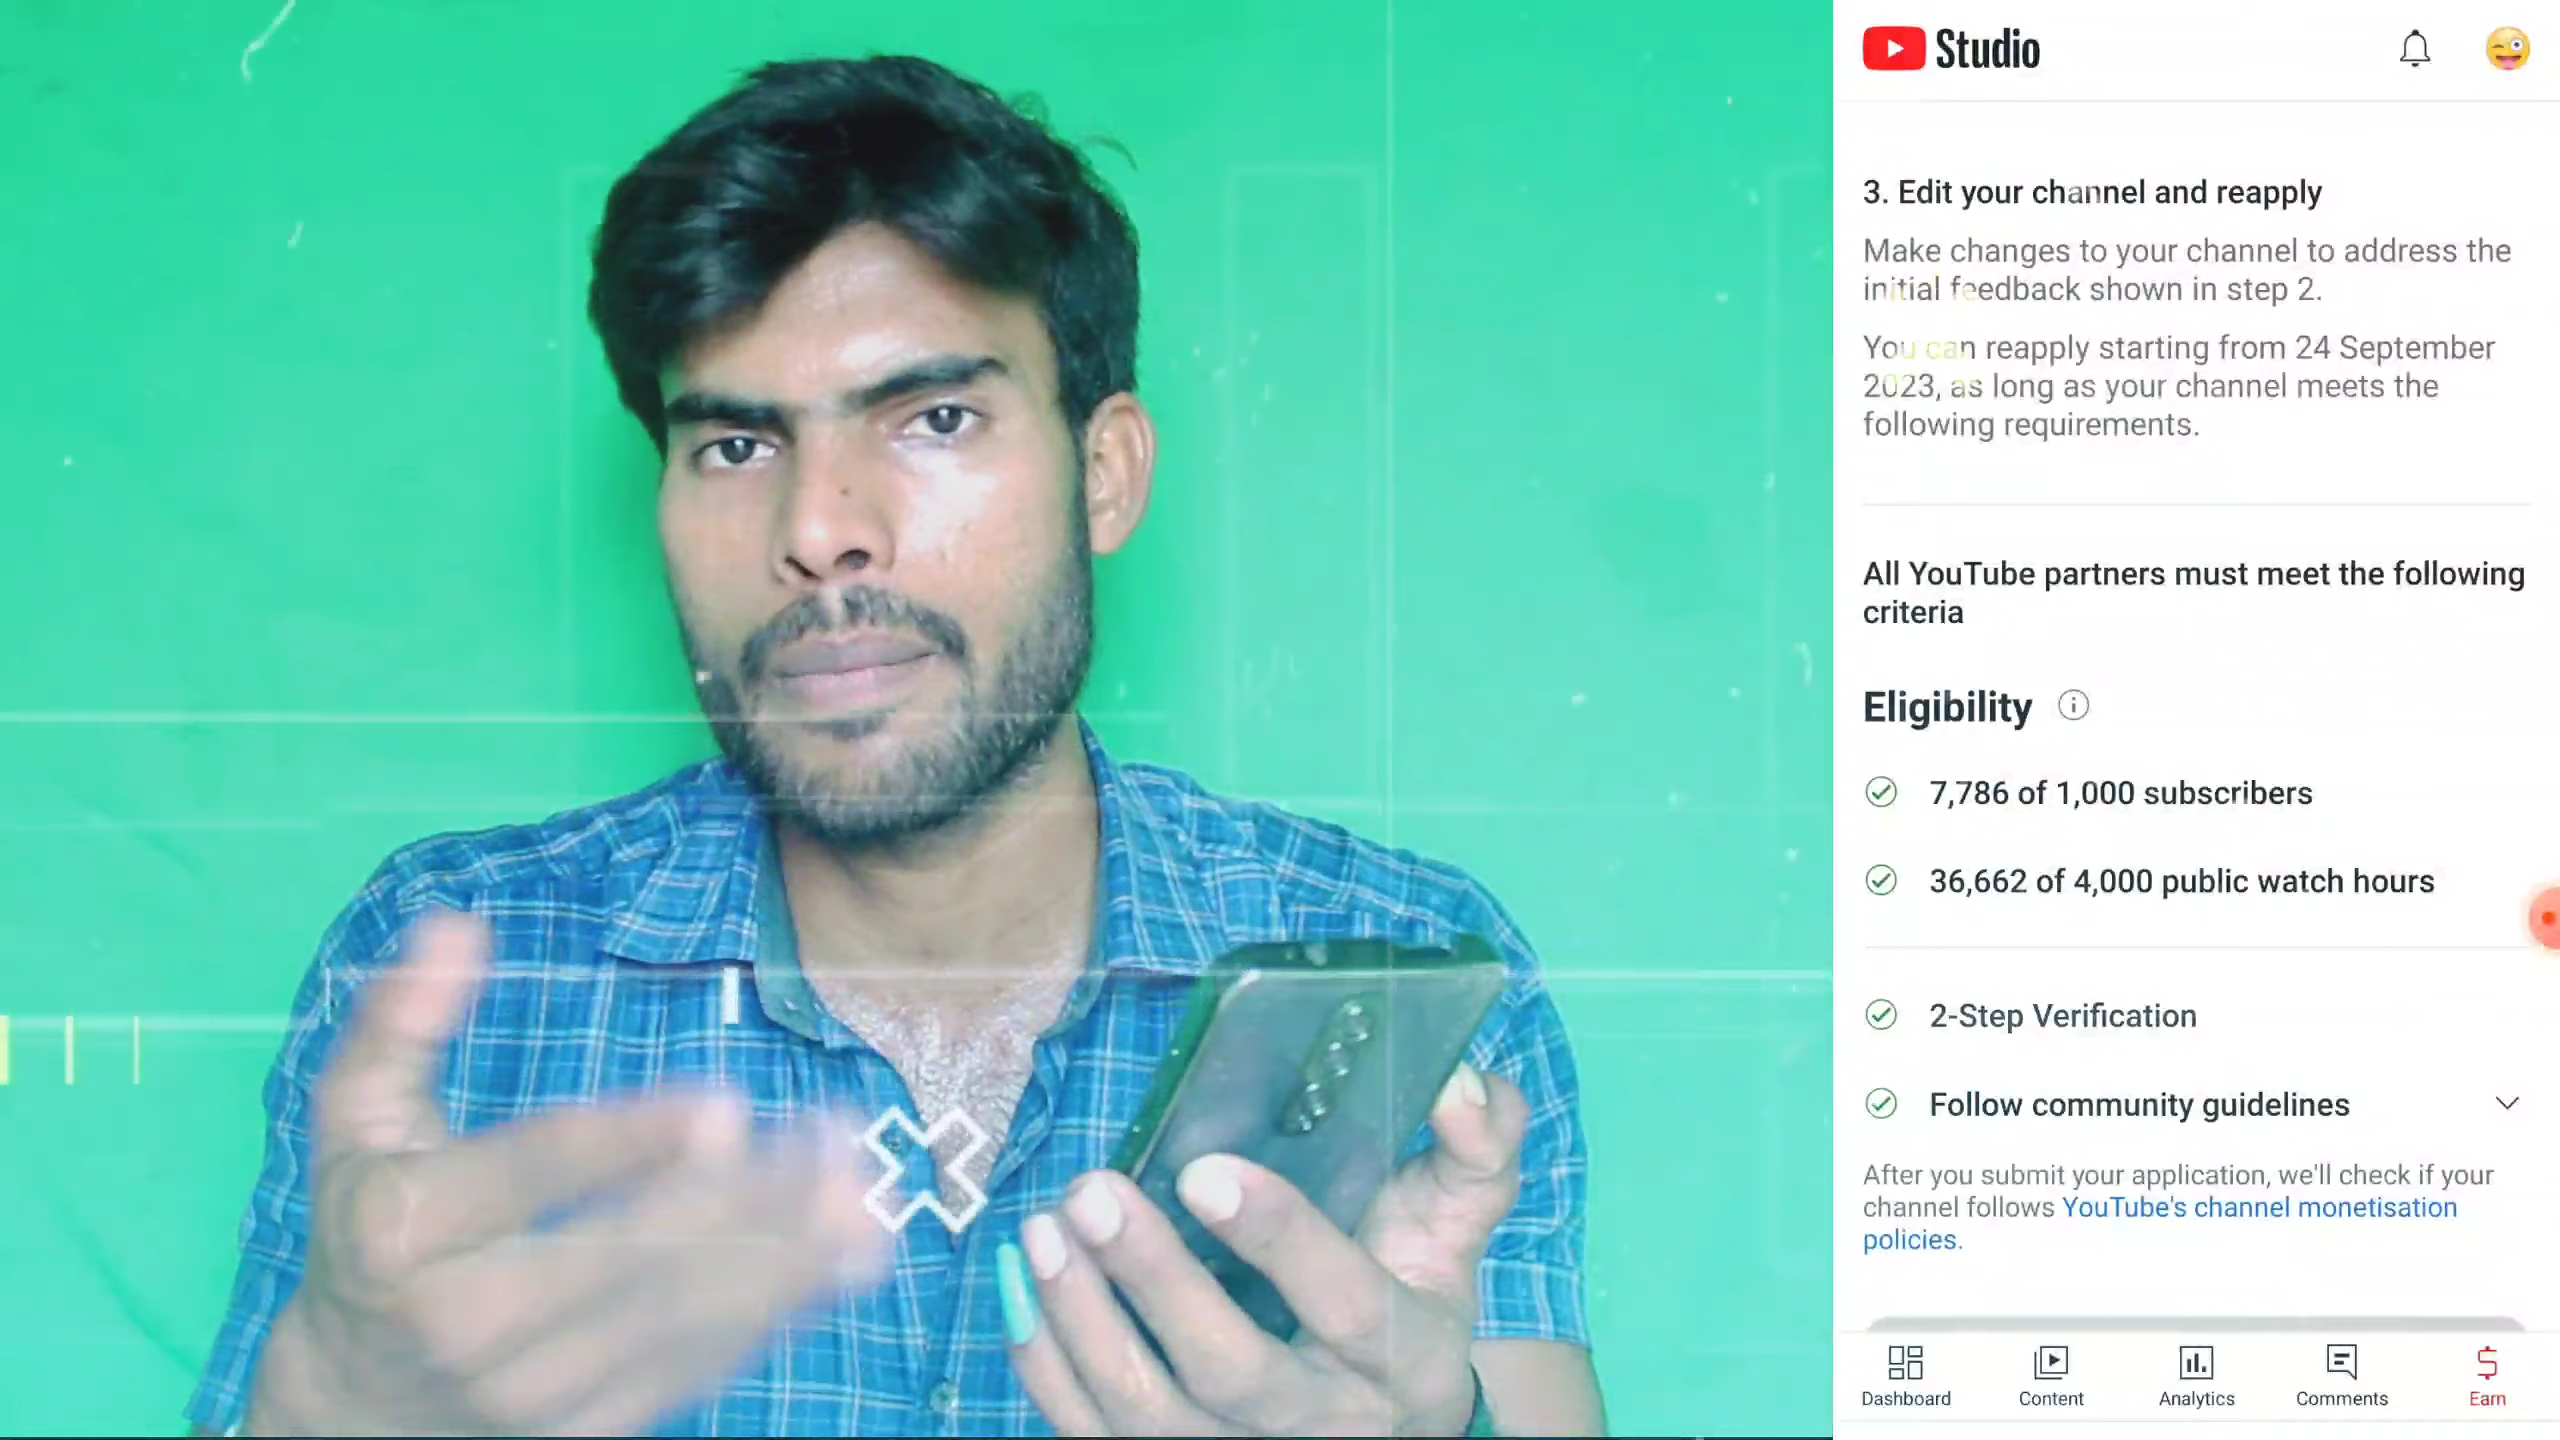 Studio
3. Edit your channel and reapply
Make changes to your channel to address the
initial feedback shown in step 2.
You can reapply starting from 24 September
2023, as long as your channel meets the
following requirements.
All YouTube partners must meet the following
criteria
Eligibility
7,786 of 1,000 subscribers
36,662 of 4,000 public watch hours
2-Step Verification
Follow community guidelines
After you submit your application, we'll check if your
channel follows YouTube's channel monetisation
policies.
Dashboard
Content
Analytics
Comments
Earn